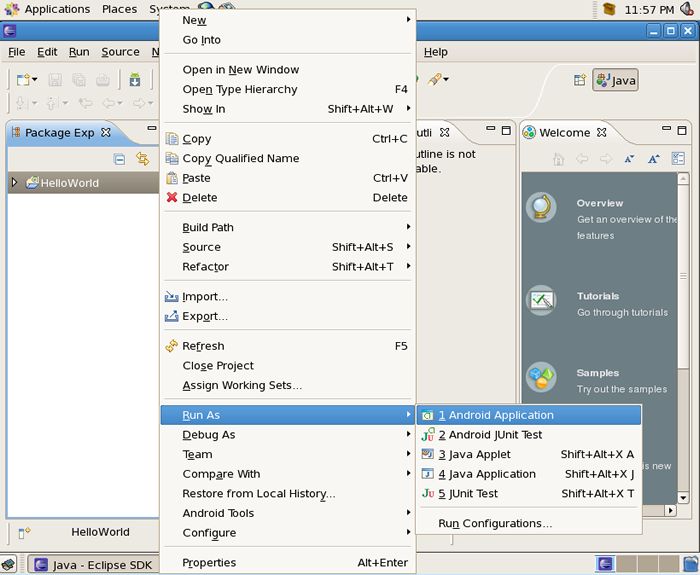 Applications Places System 11:57 PM
File Edit Run Source N Help
Java
Package Exp
utli
Welcome
HelloWorld
utline is not
able.
Overview
Get an overview of the
features
Tutorials
Go through tutorials
Samples
Try out the samples
is new
New
Go Into
Open in New Window
Open Type Hierarchy F4
Show In Shift+Alt+W
Copy Ctrl+C
Copy Qualified Name
Paste Ctrl+V
Delete Delete
Build Path
Source Shift+Alt+S
Refactor Shift+Alt+T
Import...
Export...
Refresh F5
Close Project
Assign Working Sets...
Run As
Debug As
Team
Compare With
Restore from Local History...
Android Tools
Configure
Properties Alt+Enter
1 Android Application
2 Android JUnit Test
3 Java Applet Shift+Alt+X A
4 Java Application Shift+Alt+X J
5 JUnit Test Shift+Alt+X T
Run Configurations...
HelloWorld
Java - Eclipse SDK